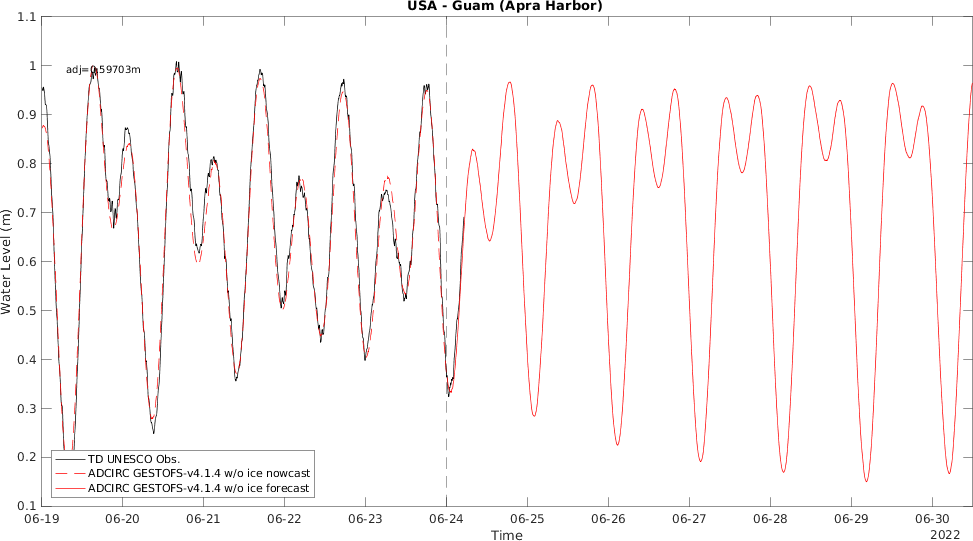 USA - Guam (Apra Harbor)
1.1
1
0.9
0.8
0.7
0.6
0.5
0.4
0.3
0.2
0.1
Water Level (m)
adj=0.59703m
TD UNESCO Obs.
ADCIRC GESTOFS-v4.1.4 w/o ice nowcast
ADCIRC GESTOFS-v4.1.4 w/o ice forecast
06-19 06-20 06-21 06-22 06-23 06-24 06-25 06-26 06-27 06-28 06-29 06-30
2022
Time